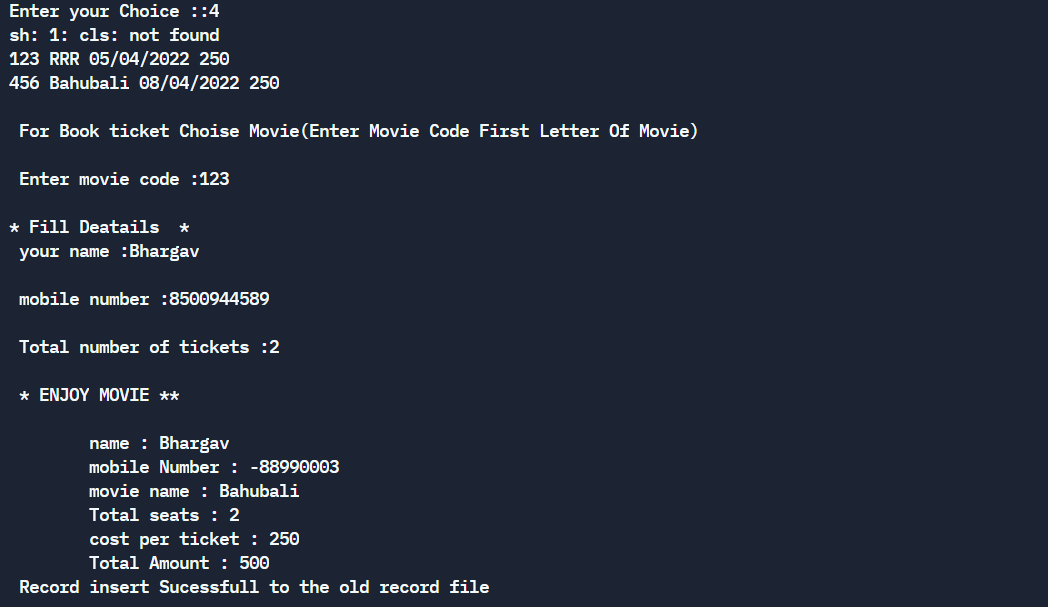 Enter your Choice ::4
sh: 1: cls: not found
123 RRR 05/04/2022 250
456 Bahubali 08/04/2022 250
For Book ticket Choise Movie(Enter Movie Code First Letter Of Movie)
Enter movie code :123
* Fill Deatails  *
your name :Bhargav
mobile number :8500944589
Total number of tickets :2
* ENJOY MOVIE **
name : Bhargav
mobile Number : -88990003
movie name : Bahubali
Total seats : 2
cost per ticket : 250
Total Amount : 500
Record insert Sucessfull to the old record file